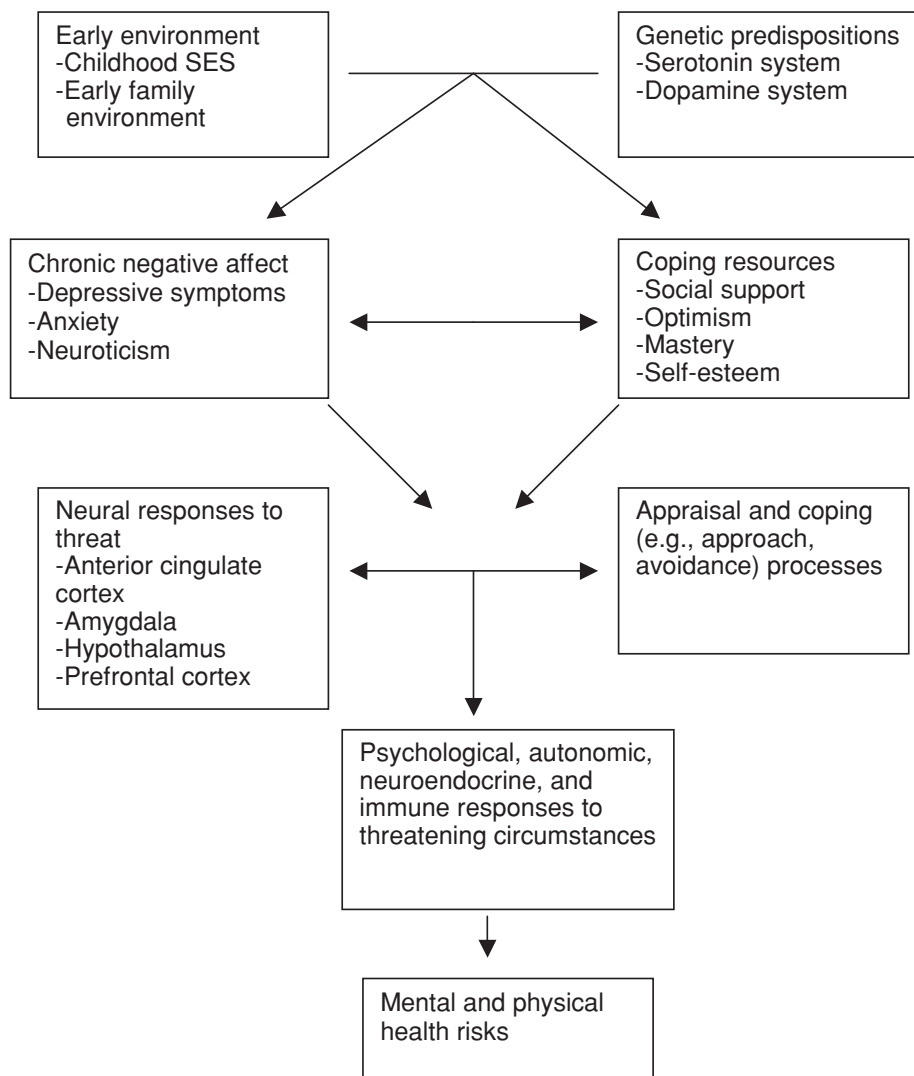 Early environment
-Childhood SES
-Early family
environment
Genetic predispositions
-Serotonin system
-Dopamine system
Chronic negative affect
-Depressive symptoms
-Anxiety
-Neuroticism
Coping resources
-Social support
-Optimism
-Mastery
-Self-esteem
Neural responses to
threat
-Anterior cingulate
cortex
-Amygdala
-Hypothalamus
-Prefrontal cortex
Appraisal and coping
(e.g., approach,
avoidance) processes
Psychological, autonomic,
neuroendocrine, and
immune responses to
threatening circumstances
Mental and physical
health risks